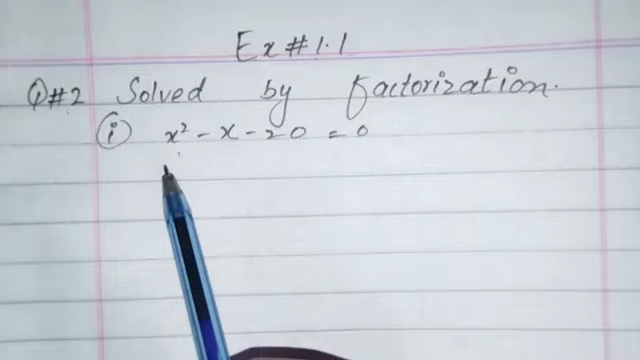 Ex # 1.1
Q#2 Solved by factorization.
(i) x² - x - 20 = 0